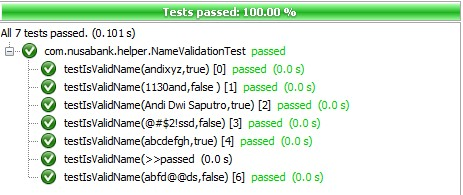 Tests passed: 100.00 %
All 7 tests passed. (0.101 s)
com.nusabank.helper.NameValidationTest passed
testIsValidName(andixyz,true) [0] passed (0.0 s)
testIsValidName(1130and,false ) [1] passed (0.0 s)
testIsValidName(Andi Dwi Saputro,true) [2] passed (0.0 s)
testIsValidName(@#$2!ssd,false) [3] passed (0.0 s)
testIsValidName(abcdefgh,true) [4] passed (0.0 s)
testIsValidName(>>passed (0.0 s)
testIsValidName(abfd@@ds,false) [6] passed (0.0 s)